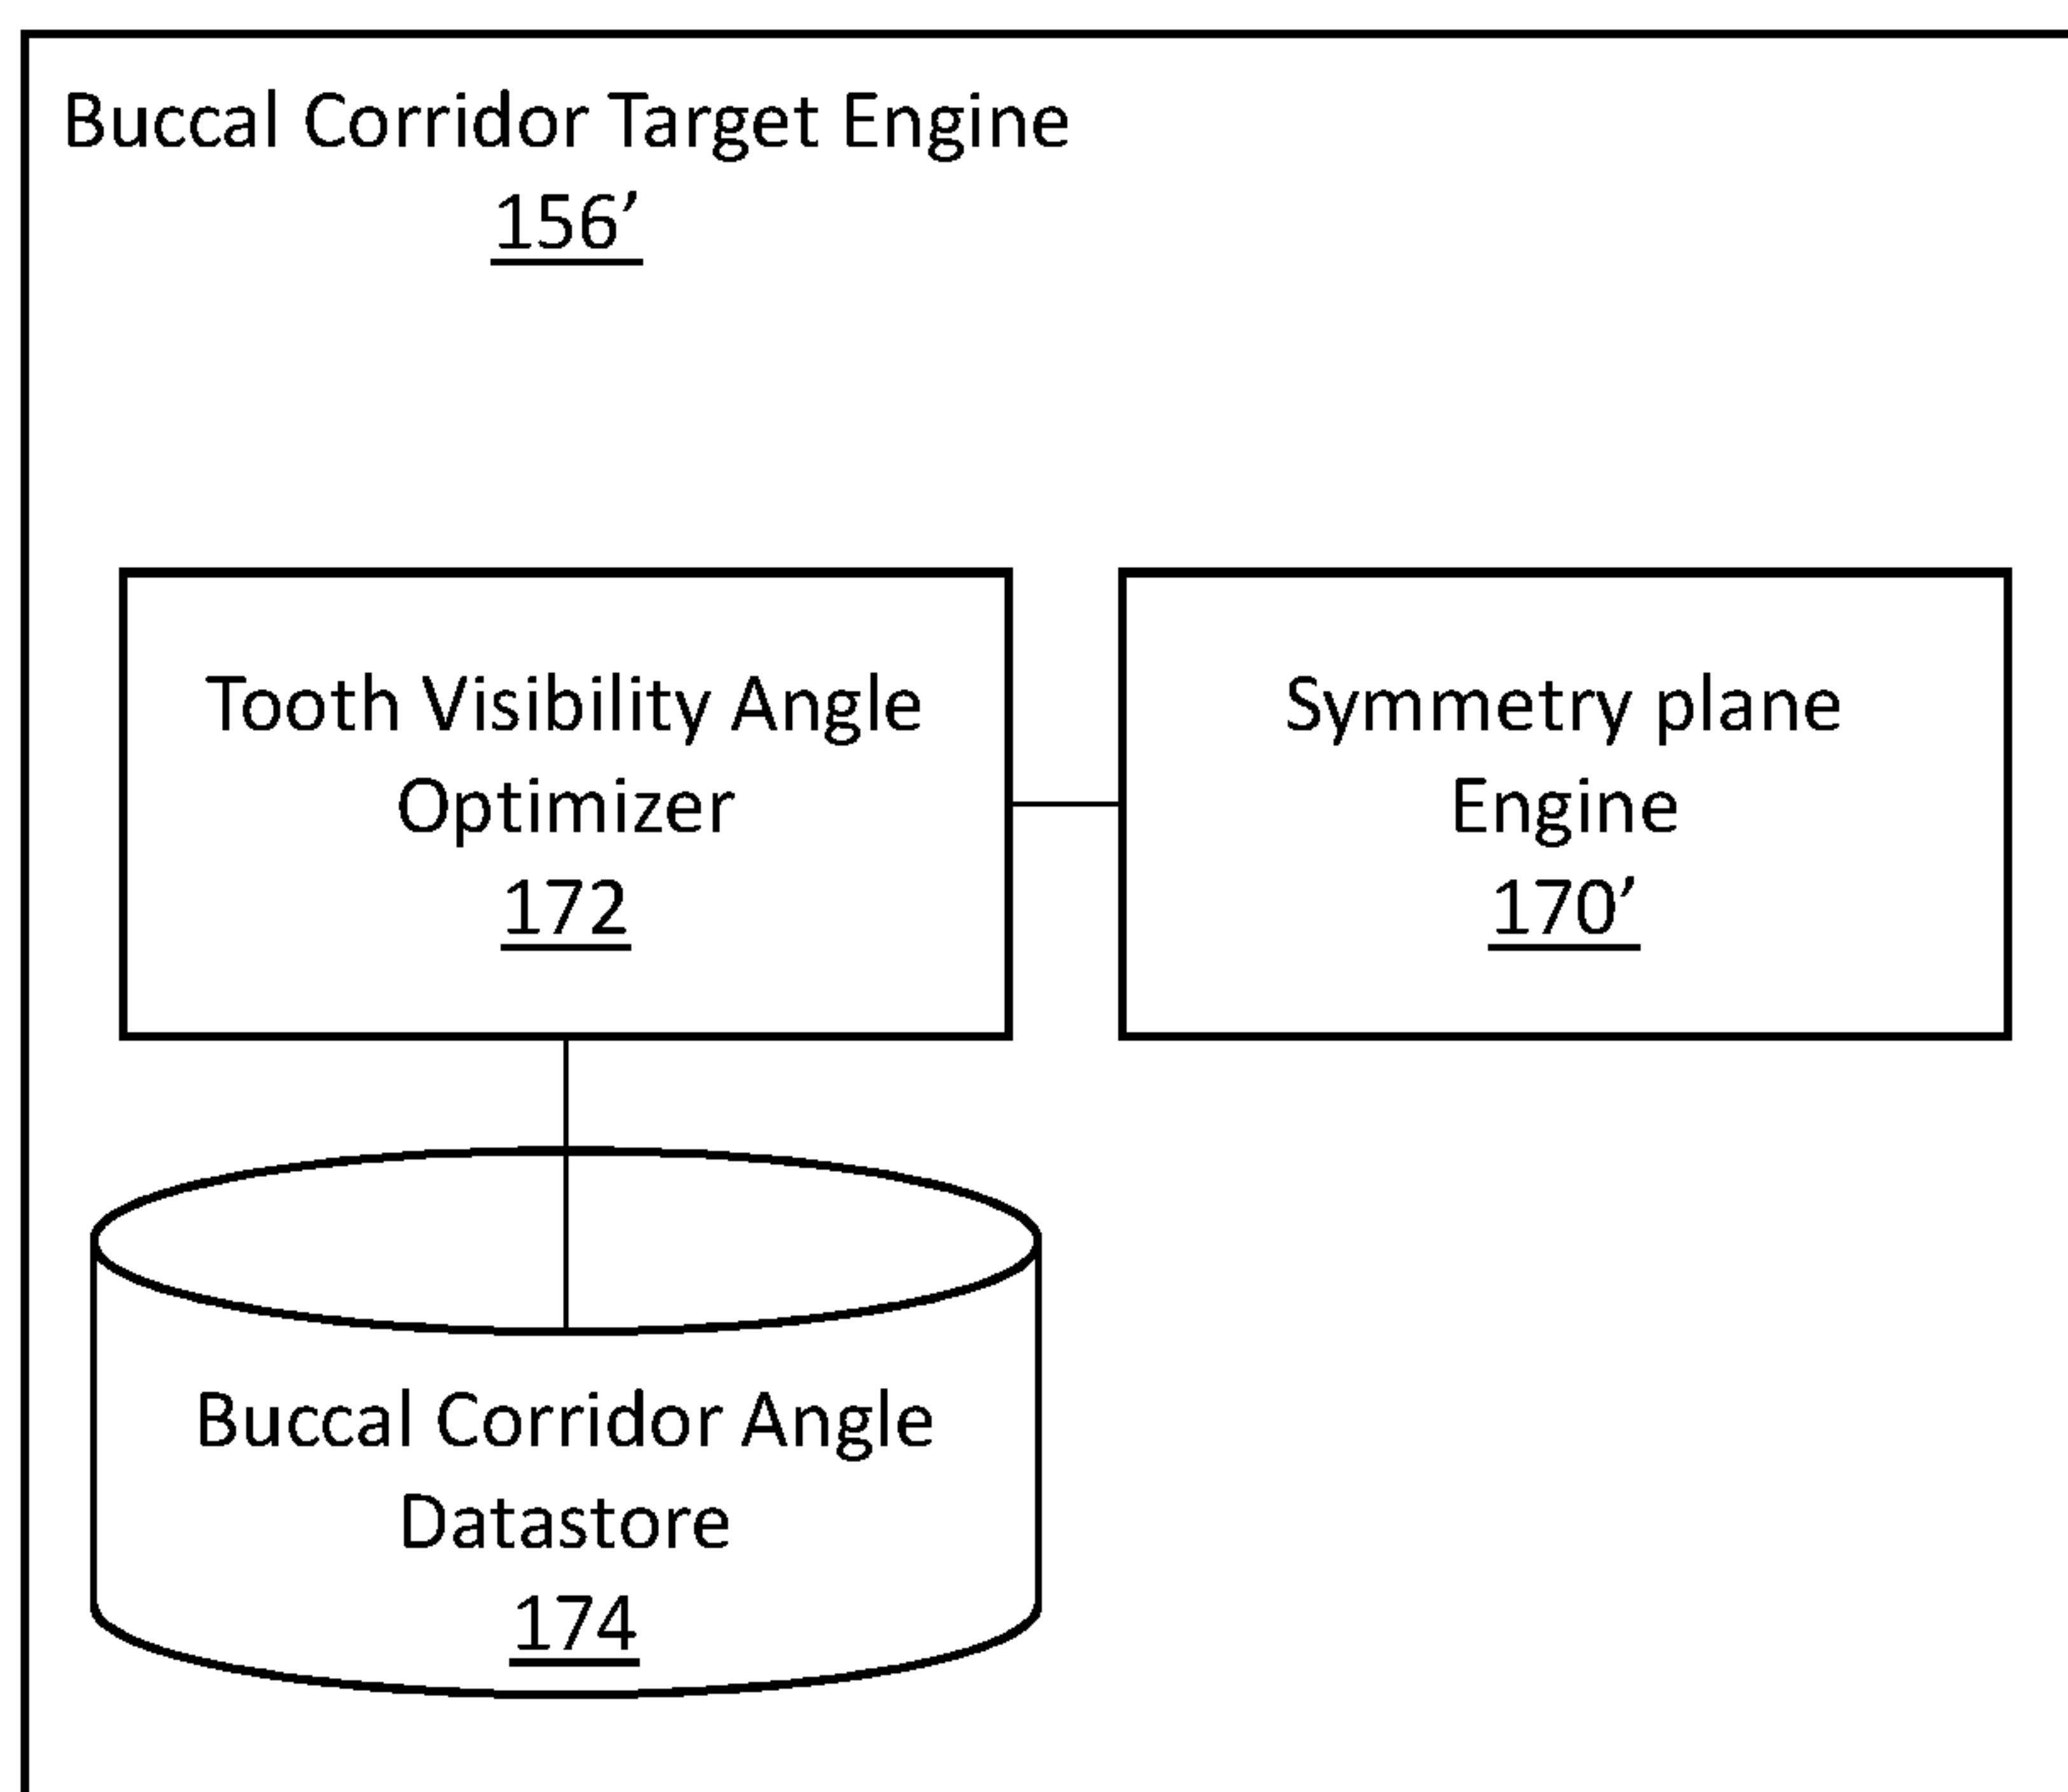 Buccal Corridor Target Engine
156’
Tooth Visibility Angle
Optimizer
172
Symmetry plane
Engine
170’
Buccal Corridor Angle
Datastore
174